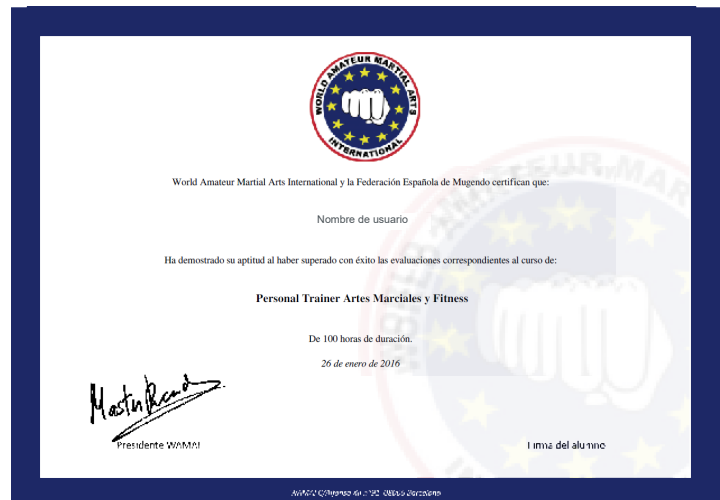 WORLD AMATEUR MARTIAL ARTS
INTERNATIONAL
World Amateur Martial Arts International y la Federación Española de Mugendo certifican que:
Nombre de usuario
Ha demostrado su aptitud al haber superado con éxito las evaluaciones correspondientes al curso de:
Personal Trainer Artes Marciales y Fitness
De 100 horas de duración.
26 de enero de 2016
Presidente WAMAI
Firma del alumno